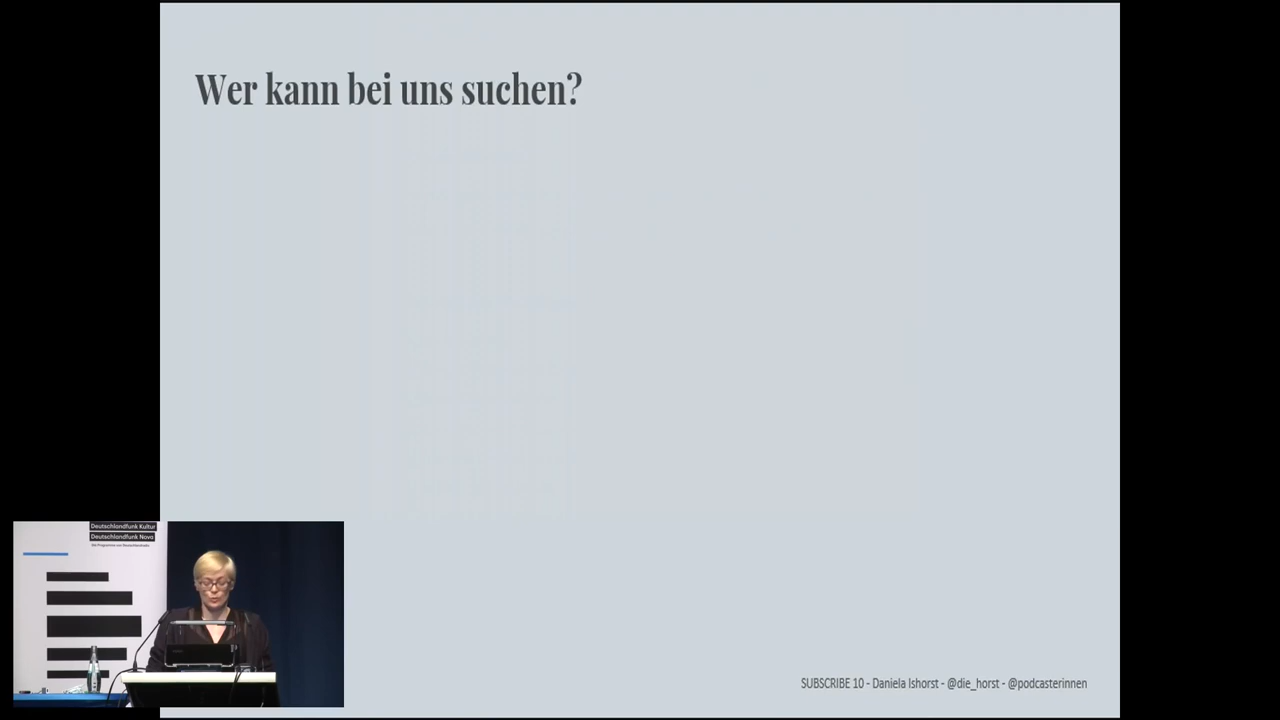 Wer kann bei uns suchen?
Deutschlandfunk Kultur
Deutschlandfunk Nova
SUBSCRIBE 10 - Daniela Ishorst - @die_horst - @podcasterinnen